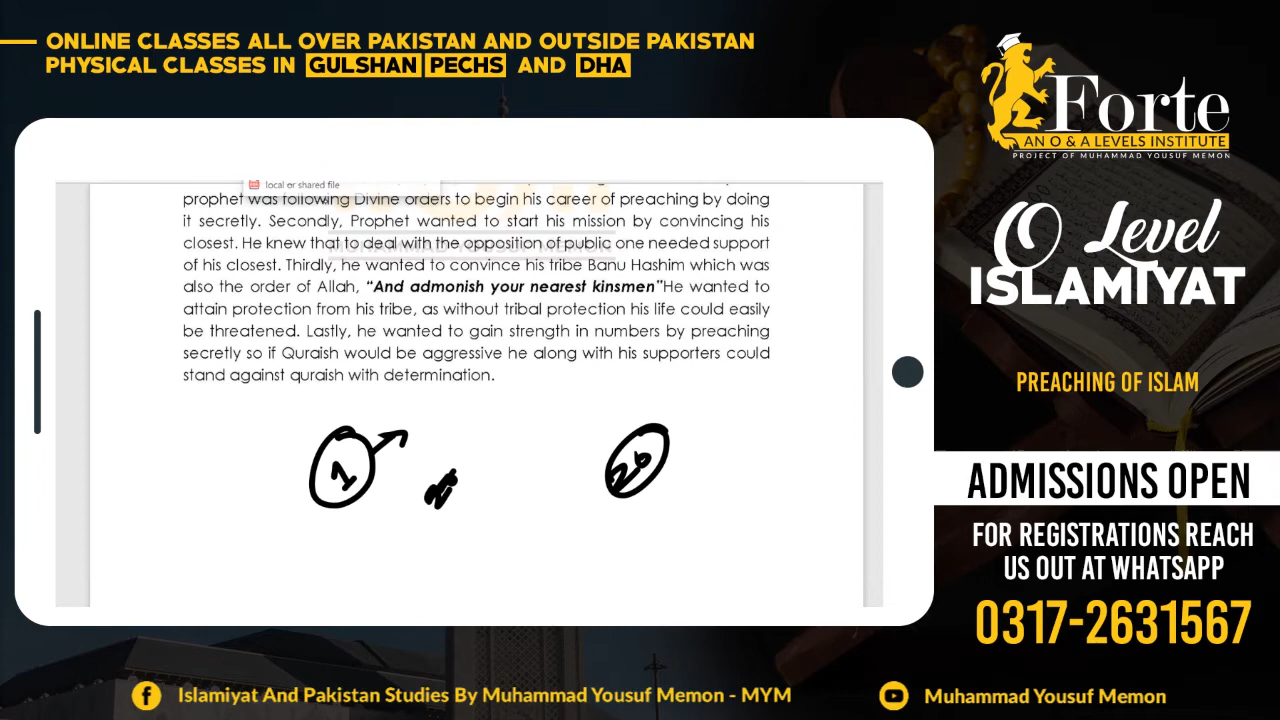 ONLINE CLASSES ALL OVER PAKISTAN AND OUTSIDE PAKISTAN
PHYSICAL CLASSES IN GULSHAN PECHS AND DHA
local or shared file
prophet was following Divine orders to begin his career of preaching by doing
it secretly. Secondly, Prophet wanted to start his mission by convincing his
closest. He knew that to deal with the opposition of public one needed support
of his closest. Thirdly, he wanted to convince his tribe Banu Hashim which was
also the order of Allah, “And admonish your nearest kinsmen”He wanted to
attain protection from his tribe, as without tribal protection his life could easily
be threatened. Lastly, he wanted to gain strength in numbers by preaching
secretly so if Quraish would be aggressive he along with his supporters could
stand against quraish with determination.
1
Forte
AN O & A LEVELS INSTITUTE
PROJECT OF MUHAMMAD YOUSUF MEMON
O Level
ISLAMIYAT
PREACHING OF ISLAM
ADMISSIONS OPEN
FOR REGISTRATIONS REACH
US OUT AT WHATSAPP
0317-2631567
Islamiyat And Pakistan Studies By Muhammad Yousuf Memon - MYM
Muhammad Yousuf Memon